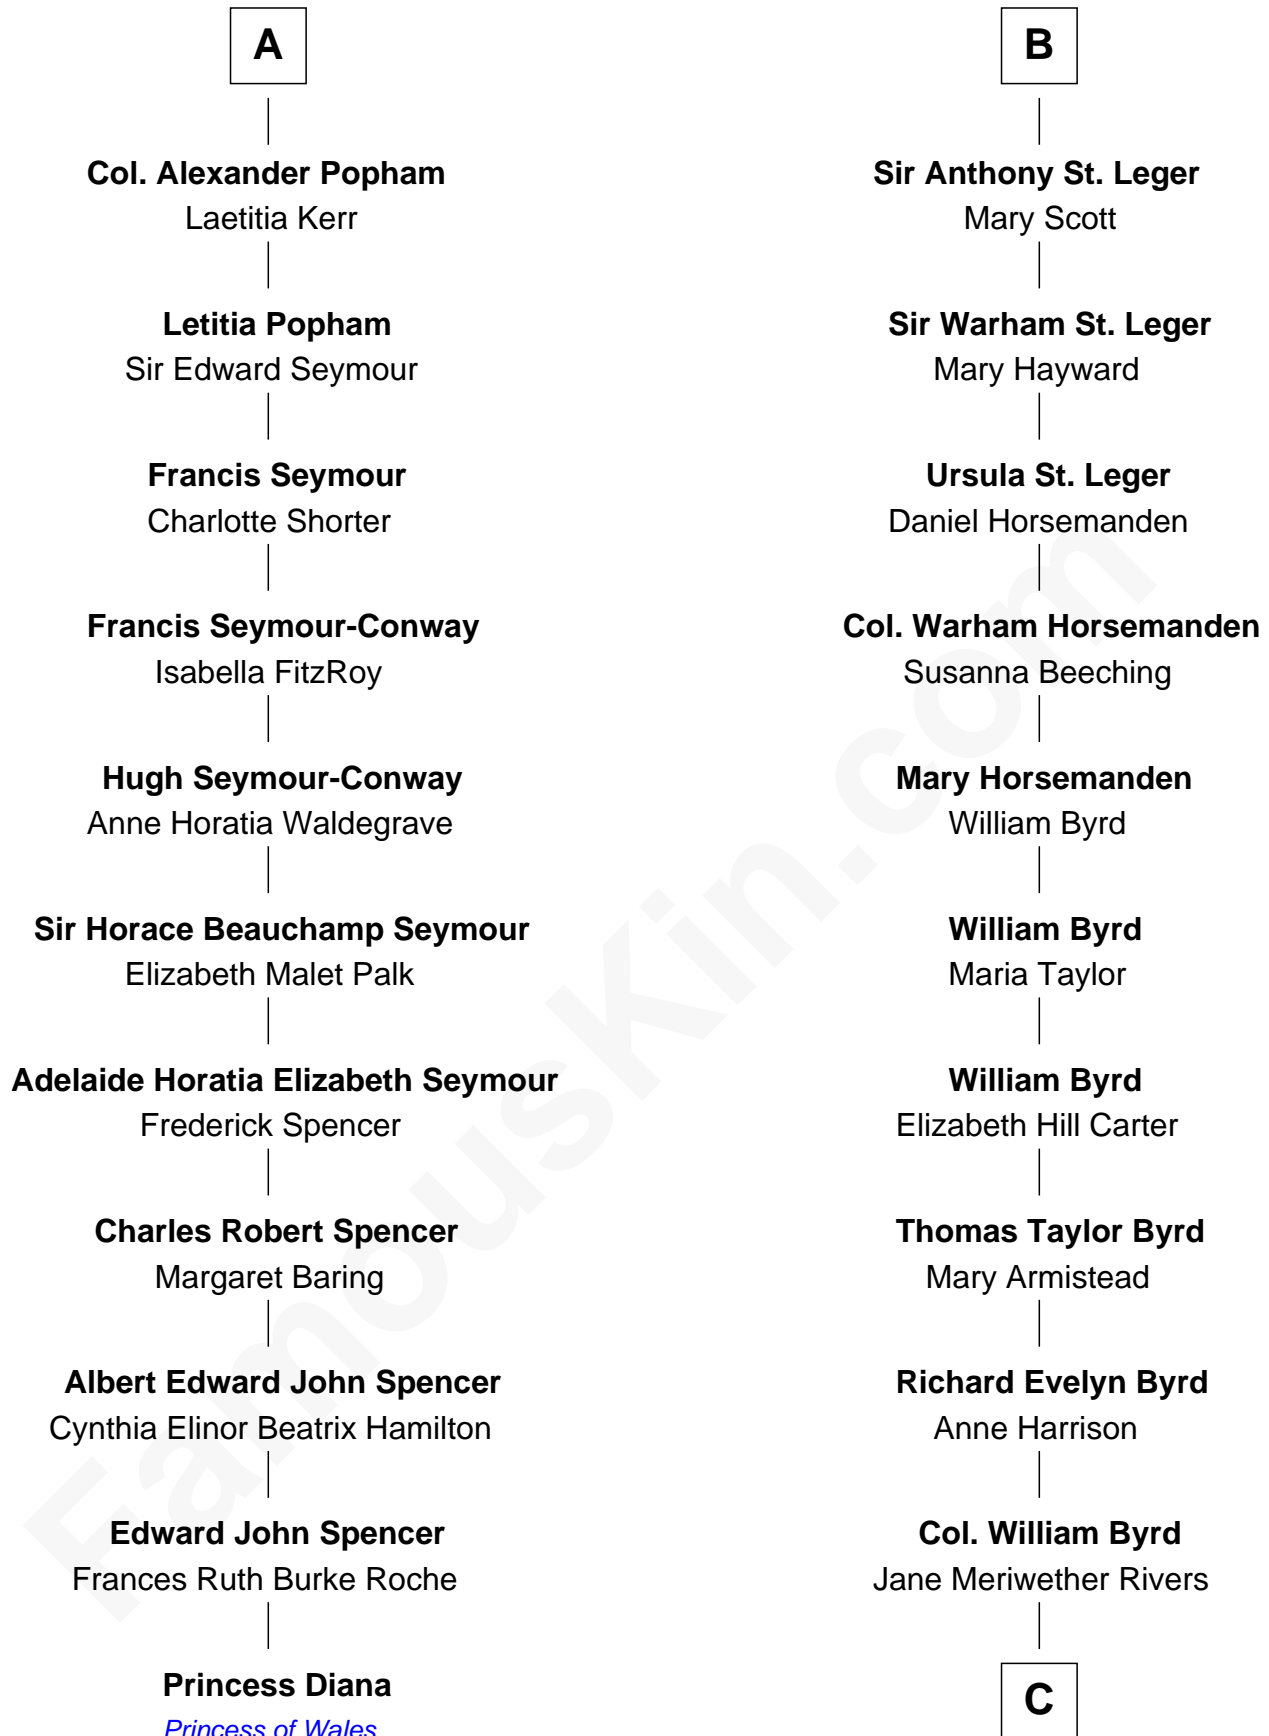 A
Col. Alexander Popham
Laetitia Kerr
Letitia Popham
Sir Edward Seymour
Francis Seymour
Charlotte Shorter
Francis Seymour-Conway
Isabella FitzRoy
Hugh Seymour-Conway
Anne Horatia Waldegrave
Sir Horace Beauchamp Seymour
Elizabeth Malet Palk
Adelaide Horatia Elizabeth Seymour
Frederick Spencer
Charles Robert Spencer
Margaret Baring
Albert Edward John Spencer
Cynthia Elinor Beatrix Hamilton
Edward John Spencer
Frances Ruth Burke Roche
Princess Diana
Princess of Wales
B
Sir Anthony St. Leger
Mary Scott
Sir Warham St. Leger
Mary Hayward
Ursula St. Leger
Daniel Horsemanden
Col. Warham Horsemanden
Susanna Beeching
Mary Horsemanden
William Byrd
William Byrd
Maria Taylor
William Byrd
Elizabeth Hill Carter
Thomas Taylor Byrd
Mary Armistead
Richard Evelyn Byrd
Anne Harrison
Col. William Byrd
Jane Meriwether Rivers
C
FamousKin.com